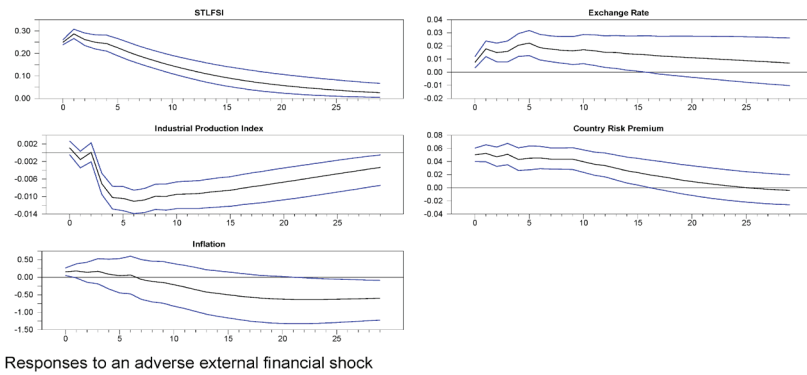 STLFSI
0.30
0.20
0.10
0.00
0 5 10 15 20 25
Exchange Rate
0.04
0.03
0.02
0.01
0.00
-0.01
-0.02
0 5 10 15 20 25
Industrial Production Index
0.002
-0.002
-0.006
-0.010
-0.014
0 5 10 15 20 25
Country Risk Premium
0.08
0.06
0.04
0.02
0.00
-0.02
-0.04
0 5 10 15 20 25
Inflation
0.50
0.00
-0.50
-1.00
-1.50
0 5 10 15 20 25
Responses to an adverse external financial shock